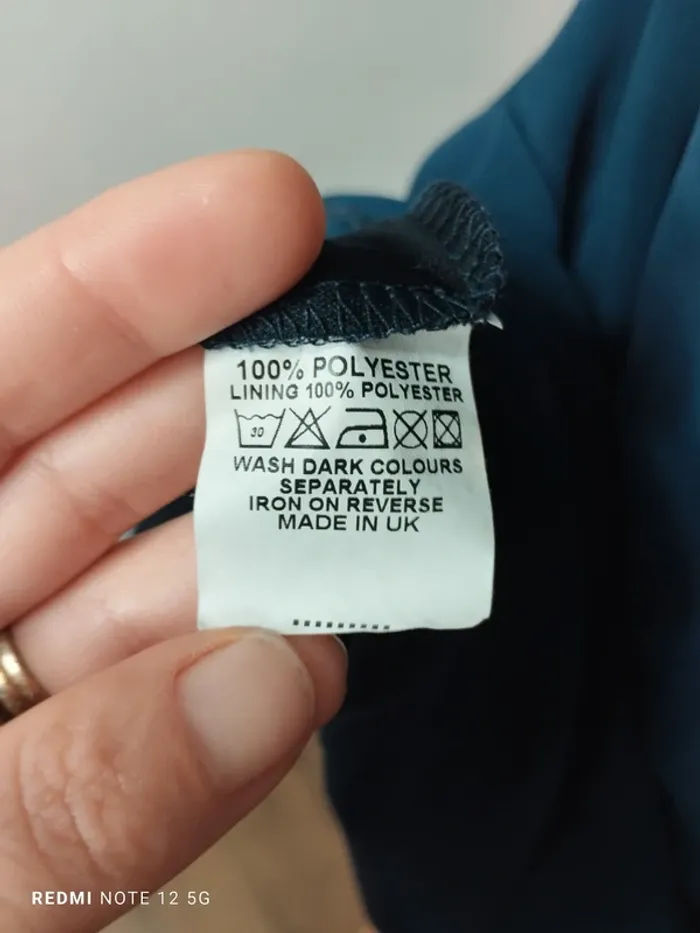 100% POLYESTER
LINING 100% POLYESTER
30
WASH DARK COLOURS
SEPARATELY
IRON ON REVERSE
MADE IN UK
REDMI NOTE 12 5G